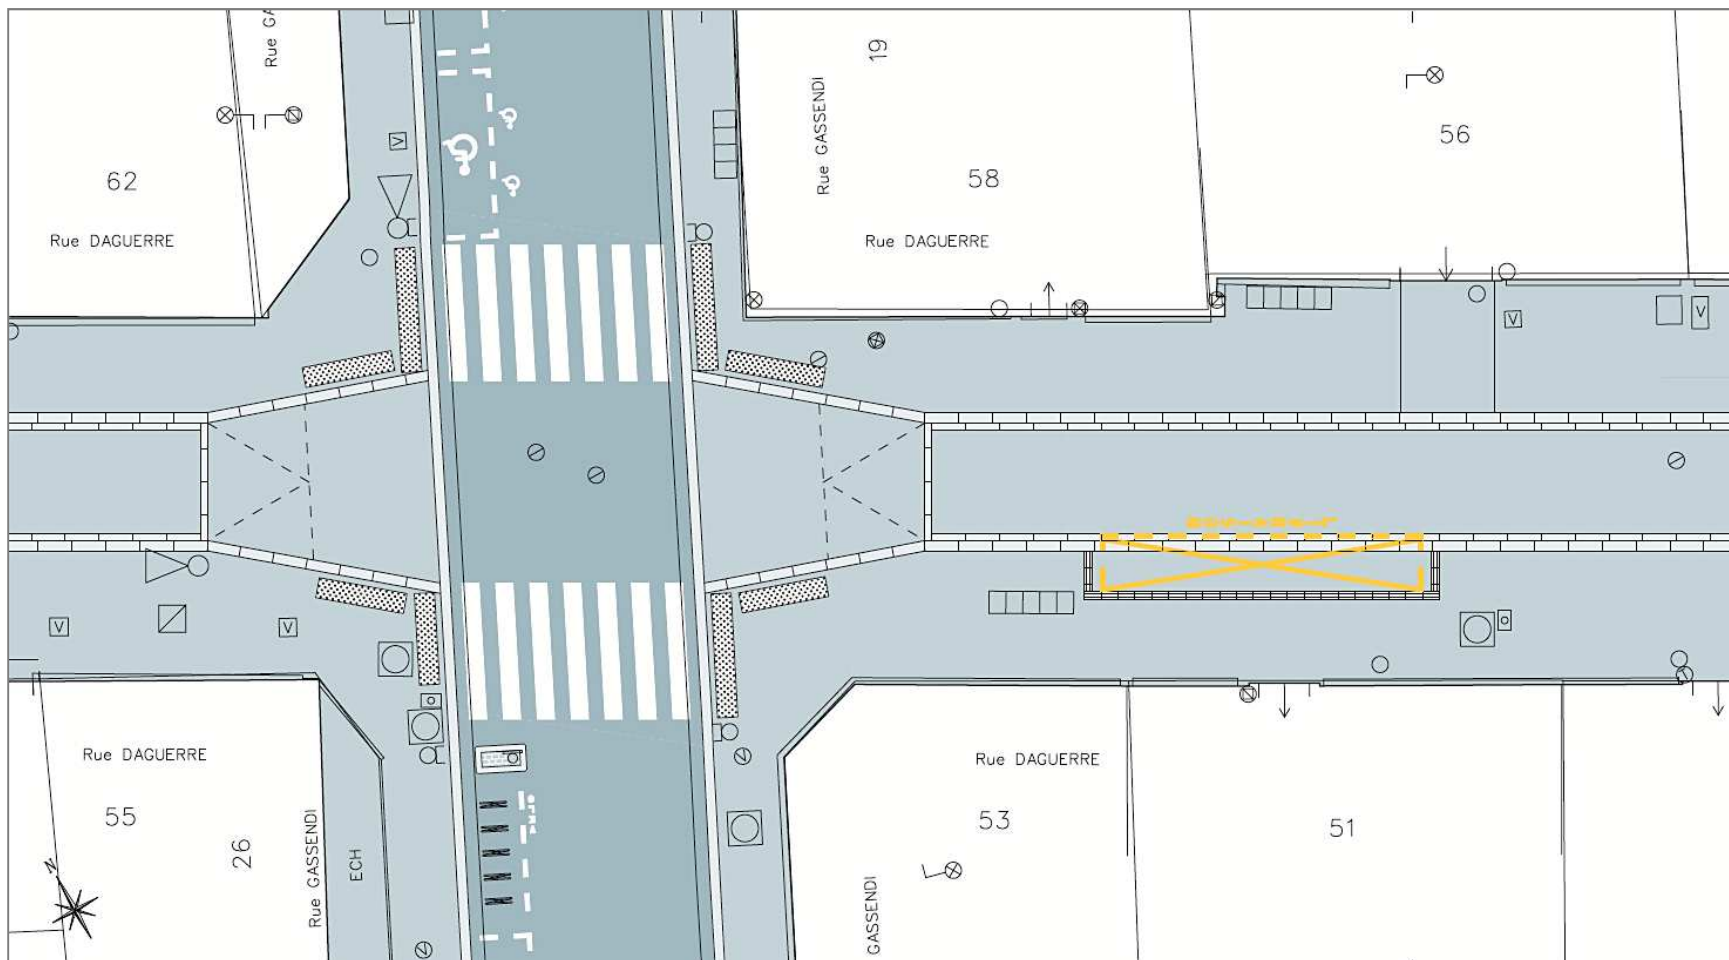 Rue GA
19
Rue GASSENDI
56
62
58
Rue DAGUERRE
Rue DAGUERRE
V
V
V
V
V
Rue DAGUERRE
Rue DAGUERRE
55
53
51
26
Rue GASSENDI
ECH
GASSENDI
N